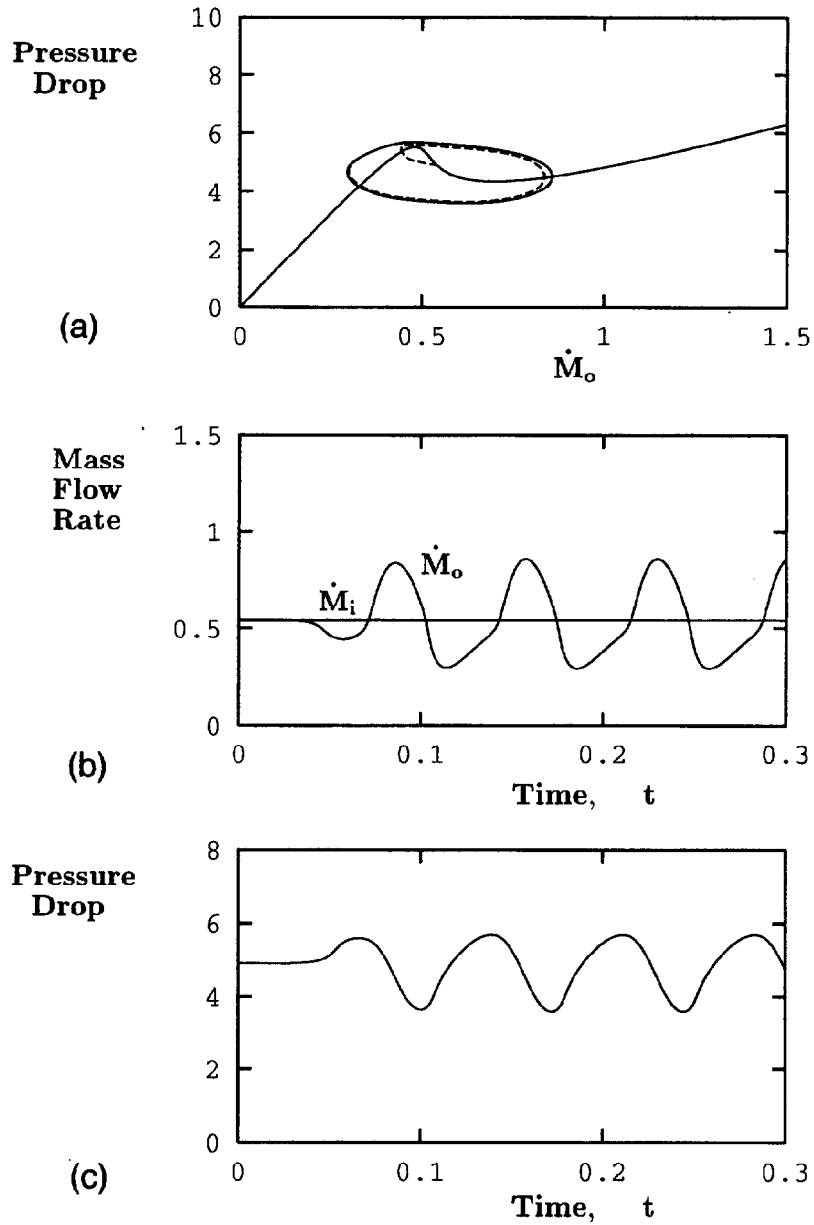 Pressure
Drop
10
8
6
4
2
0
0 0.5 1 1.5
Ṁₒ
(a)
Mass
Flow
Rate
1.5
1
0.5
0
Ṁᵢ
Ṁₒ
0 0.1 0.2 0.3
Time, t
(b)
Pressure
Drop
8
6
4
2
0
0 0.1 0.2 0.3
Time, t
(c)